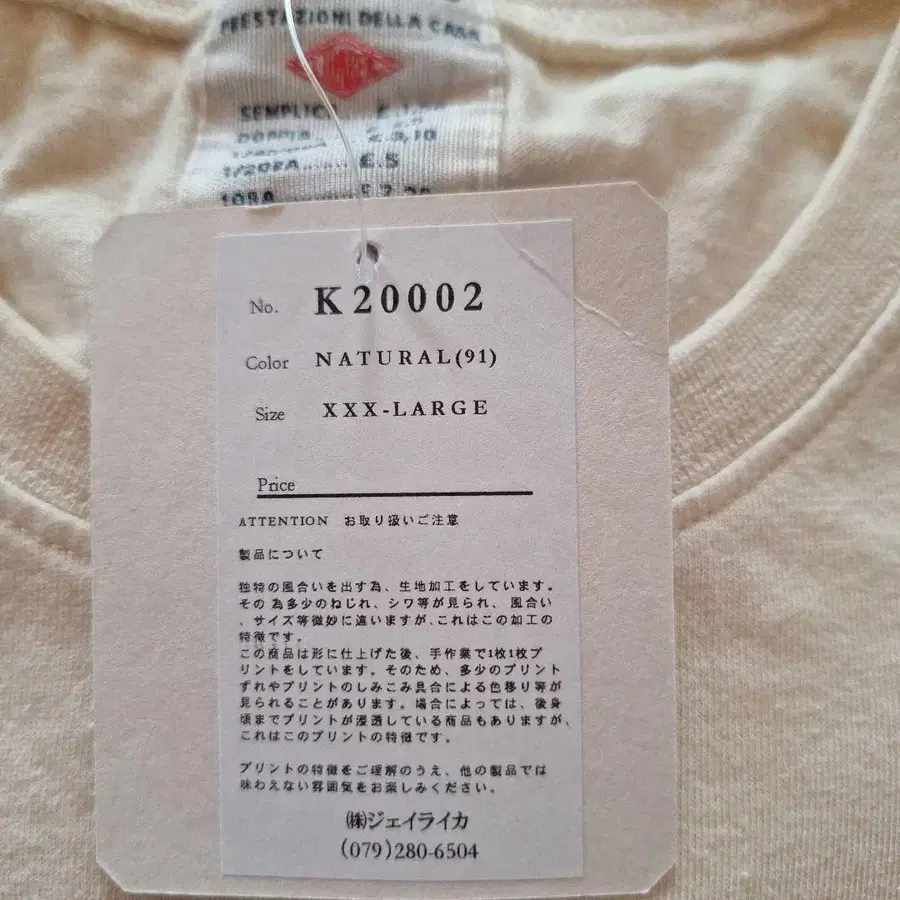 PRESTAZIONI DELLA CASA
SEMPLICE
DOPPIA
1/2 OBA........ £.5
No. K20002
Color NATURAL(91)
Size XXX-LARGE
Price
ATTENTION お取り扱いご注意
製品について
独特の風合いを出す為、生地加工をしています。
その為多少のねじれ、シワ等が見られ、風合い
、サイズ等微妙に違いますが、これはこの加工の
特徴です。
この商品は形に仕上げた後、手作業で1枚1枚プ
リントをしています。そのため、多少のプリント
ずれやプリントのしみこみ具合による色移り等が
見られることがあります。場合によっては、後身
頃までプリントが浸透している商品もありますが、
これはこのプリントの特徴です。
プリントの特徴をご理解のうえ、他の製品では
味わえない雰囲気をお楽しみください。
㈱ジェイライカ
(079)280-6504